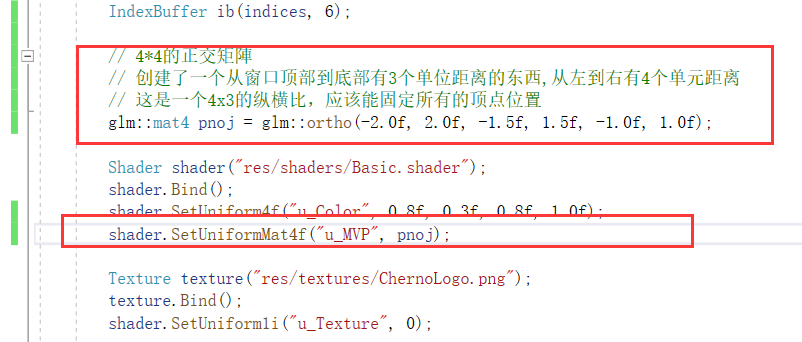 IndexBuffer ib(indices, 6);
// 4*4的正交矩阵
// 创建了一个从窗口顶部到底部有3个单位距离的东西,从左到右有4个单元距离
// 这是一个4x3的纵横比，应该能固定所有的顶点位置
glm::mat4 pnoj = glm::ortho(-2.0f, 2.0f, -1.5f, 1.5f, -1.0f, 1.0f);
Shader shader("res/shaders/Basic.shader");
shader.Bind();
shader.SetUniform4f("u_Color", 0.8f, 0.3f, 0.8f, 1.0f);
shader.SetUniformMat4f("u_MVP", pnoj);
Texture texture("res/textures/ChernoLogo.png");
texture.Bind();
shader.SetUniform1i("u_Texture", 0);